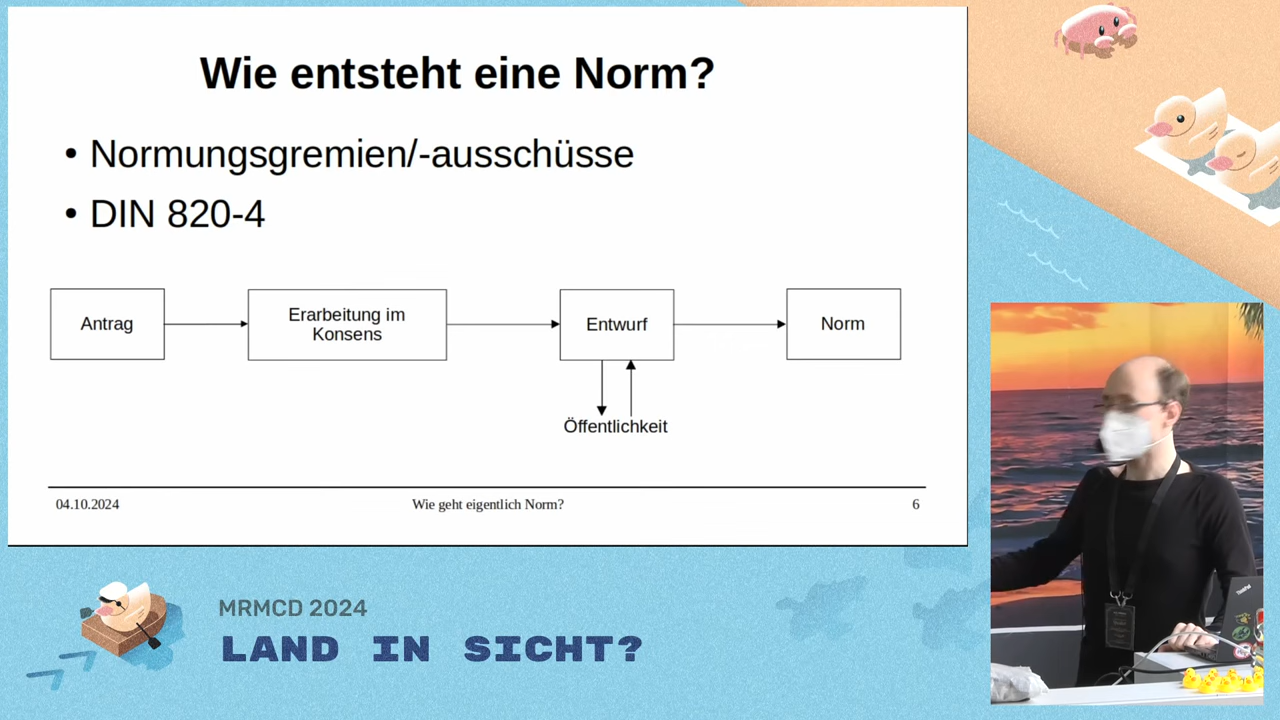 Wie entsteht eine Norm?
• Normungsgremien/-ausschüsse
• DIN 820-4
Antrag
Erarbeitung im
Konsens
Entwurf
Norm
Öffentlichkeit
04.10.2024
Wie geht eigentlich Norm?
6
ThinkPad
MRMCD 2024
LAND IN SICHT?